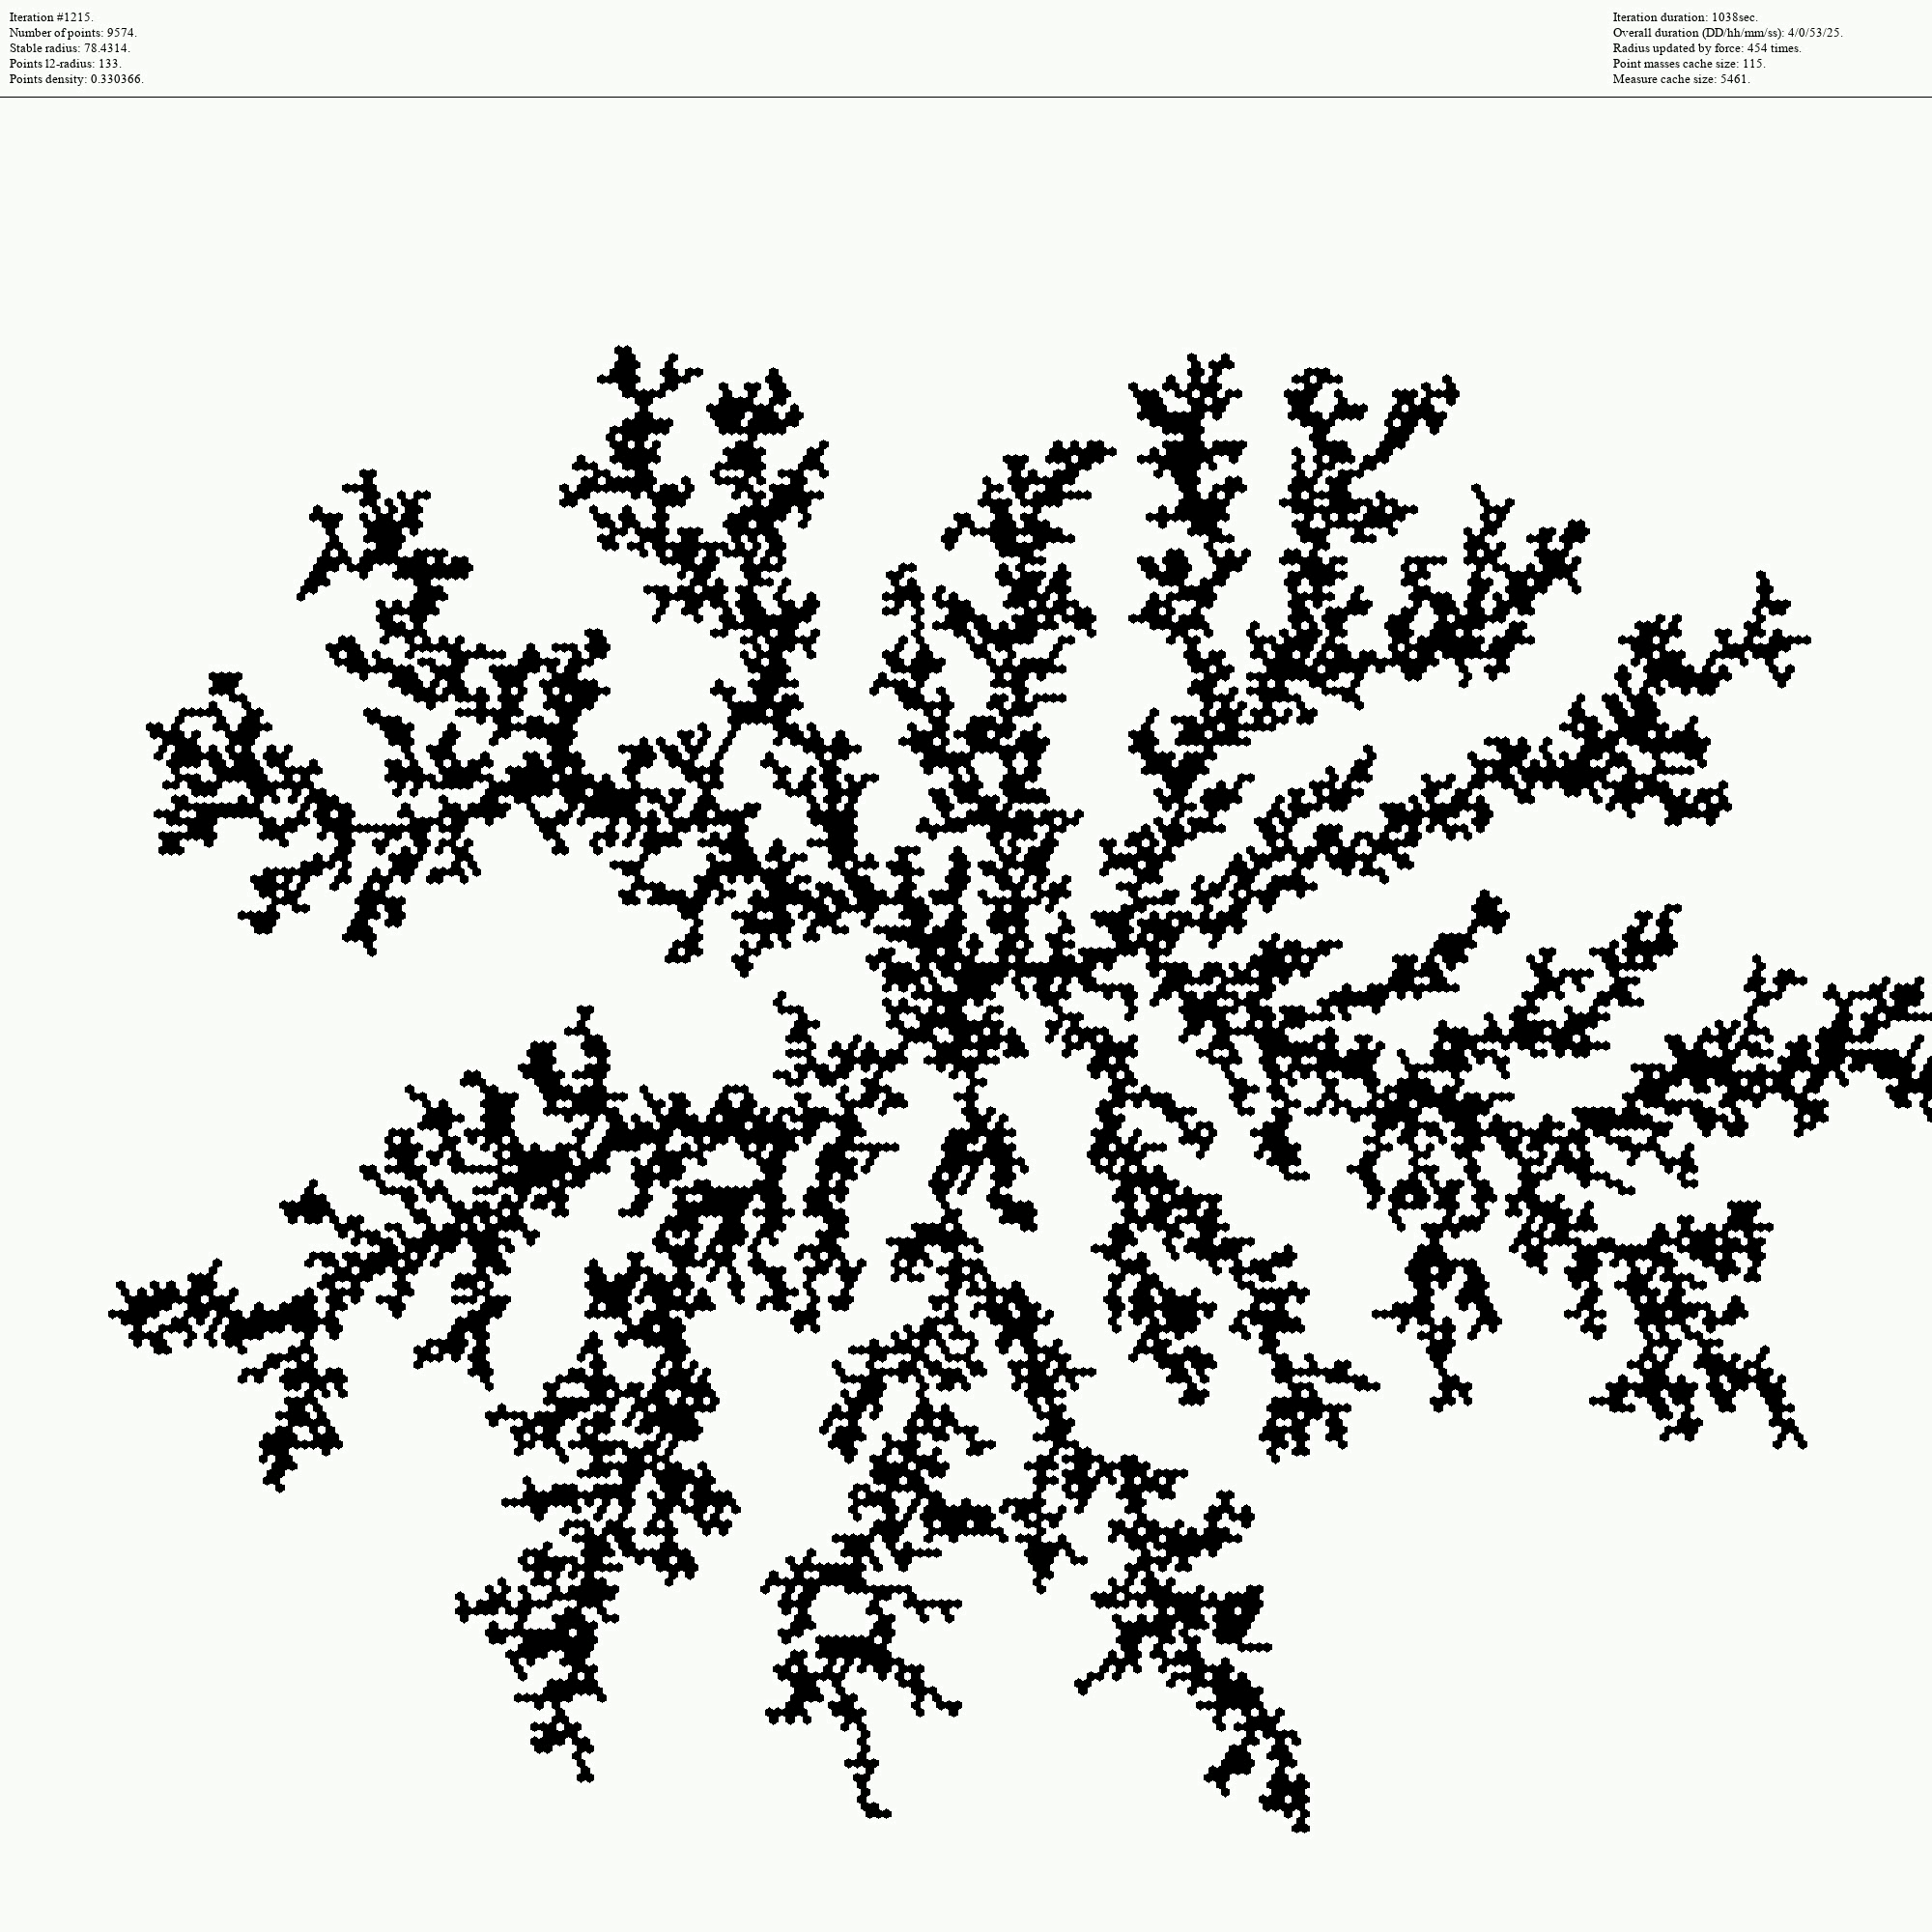 Iteration #1215.
Number of points: 9574.
Stable radius: 78.4314.
Points l2-radius: 133.
Points density: 0.330366.
Iteration duration: 1038sec.
Overall duration (DD/hh/mm/ss): 4/0/53/25.
Radius updated by force: 454 times.
Point masses cache size: 115.
Measure cache size: 5461.